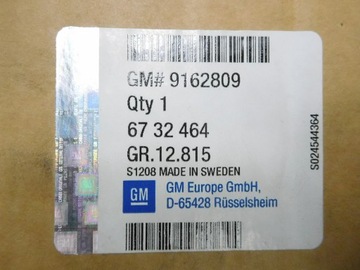 GM# 9162809
Qty 1
67 32 464
GR.12.815
S1208 MADE IN SWEDEN
GM
GM Europe GmbH,
D-65428 Rüsselsheim
S024544364